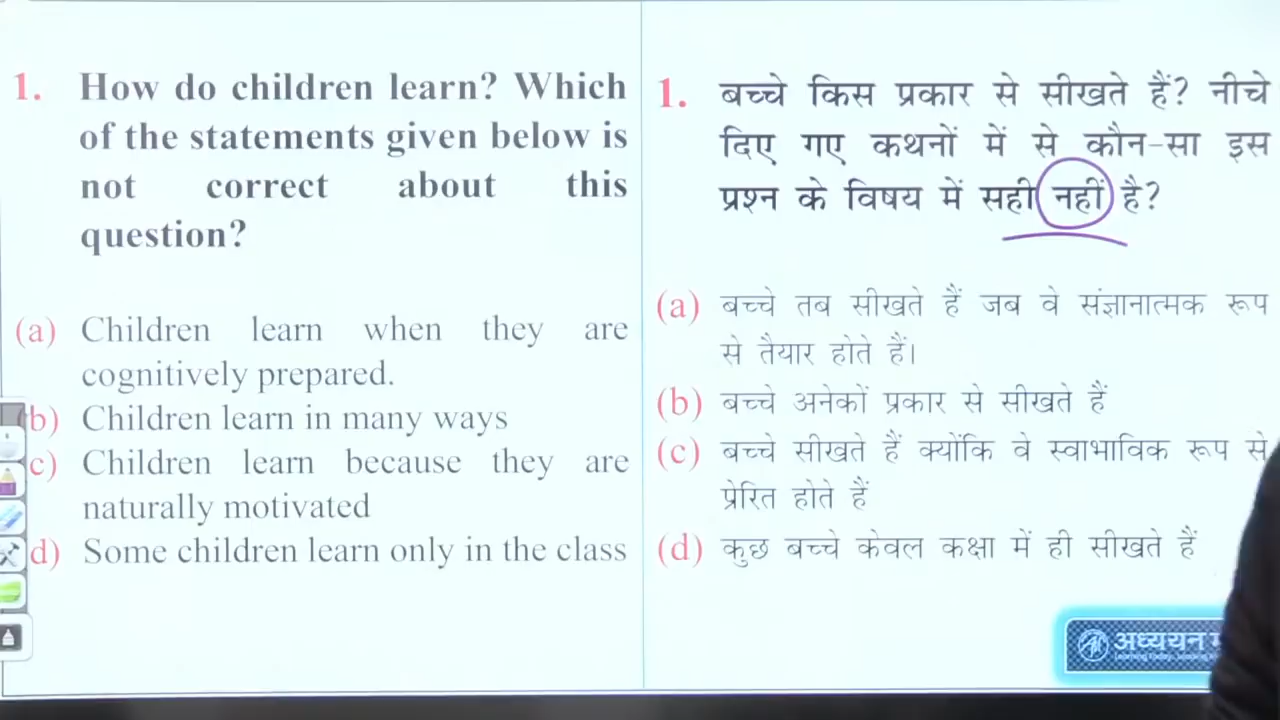 1. How do children learn? Which
of the statements given below is
not correct about this
question?
(a) Children learn when they are
cognitively prepared.
b) Children learn in many ways
c) Children learn because they are
naturally motivated
d) Some children learn only in the class
1. बच्चे किस प्रकार से सीखते हैं? नीचे
दिए गए कथनों में से कौन-सा इस
प्रश्न के विषय में सही नहीं है?
(a) बच्चे तब सीखते हैं जब वे संज्ञानात्मक रूप
से तैयार होते हैं।
(b) बच्चे अनेकों प्रकार से सीखते हैं
(c) बच्चे सीखते हैं क्योंकि वे स्वाभाविक रूप से
प्रेरित होते हैं
(d) कुछ बच्चे केवल कक्षा में ही सीखते हैं
अध्ययन